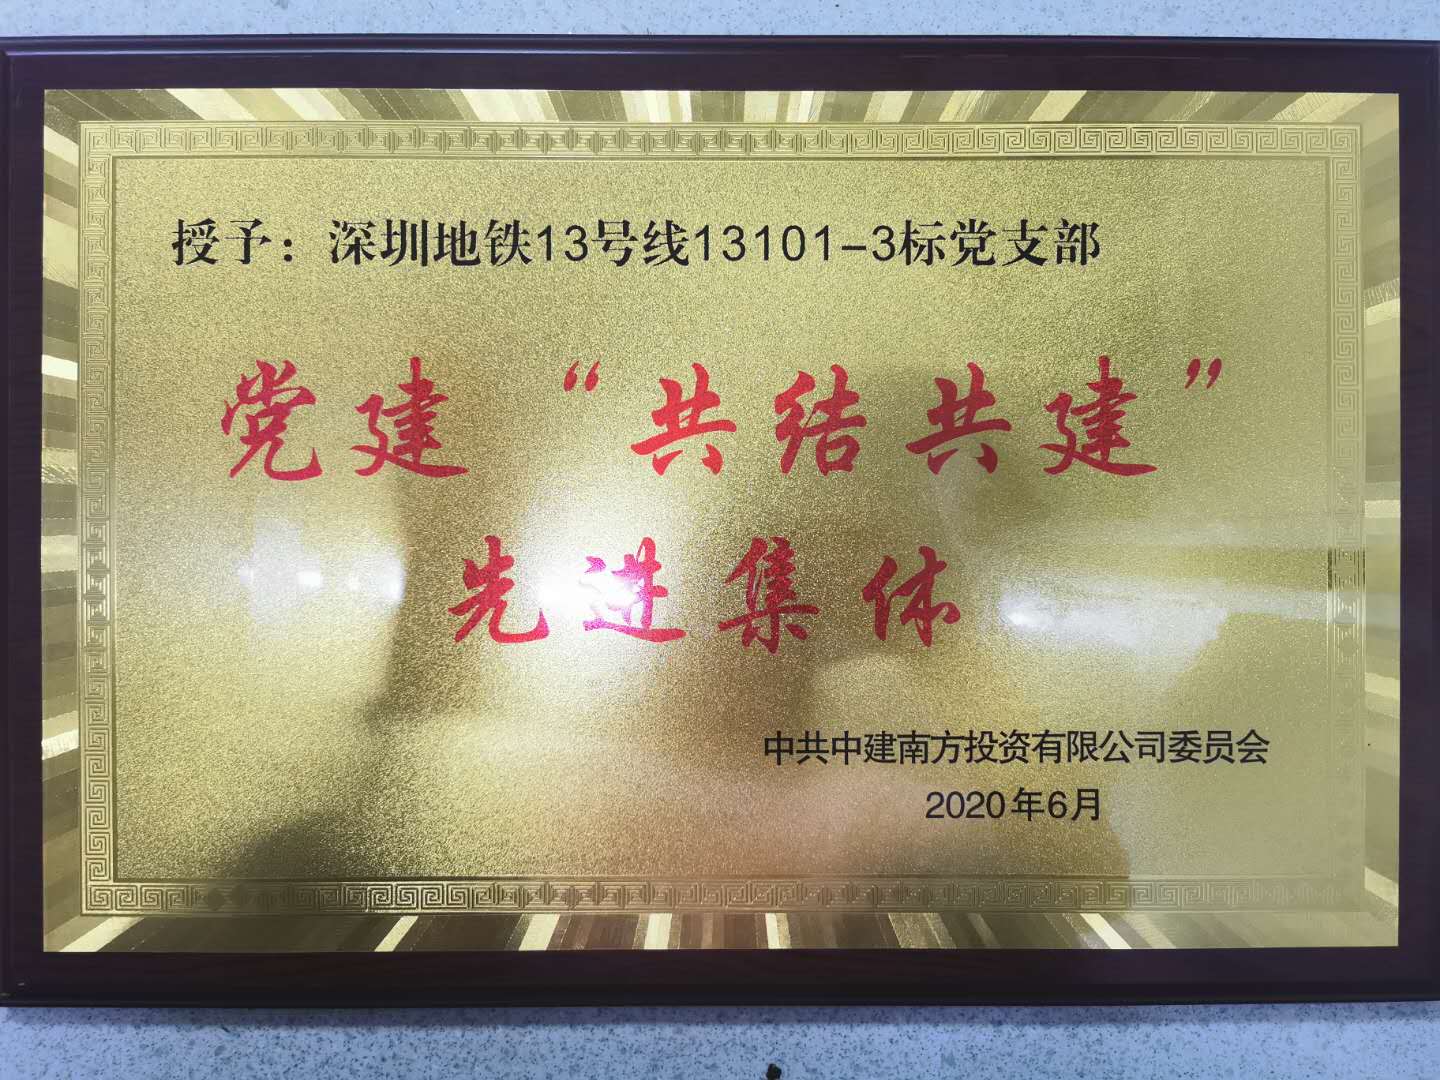 授予：深圳地铁13号线13101-3标党支部
党建“共结共建”
先进集体
中共中建南方投资有限公司委员会
2020年6月